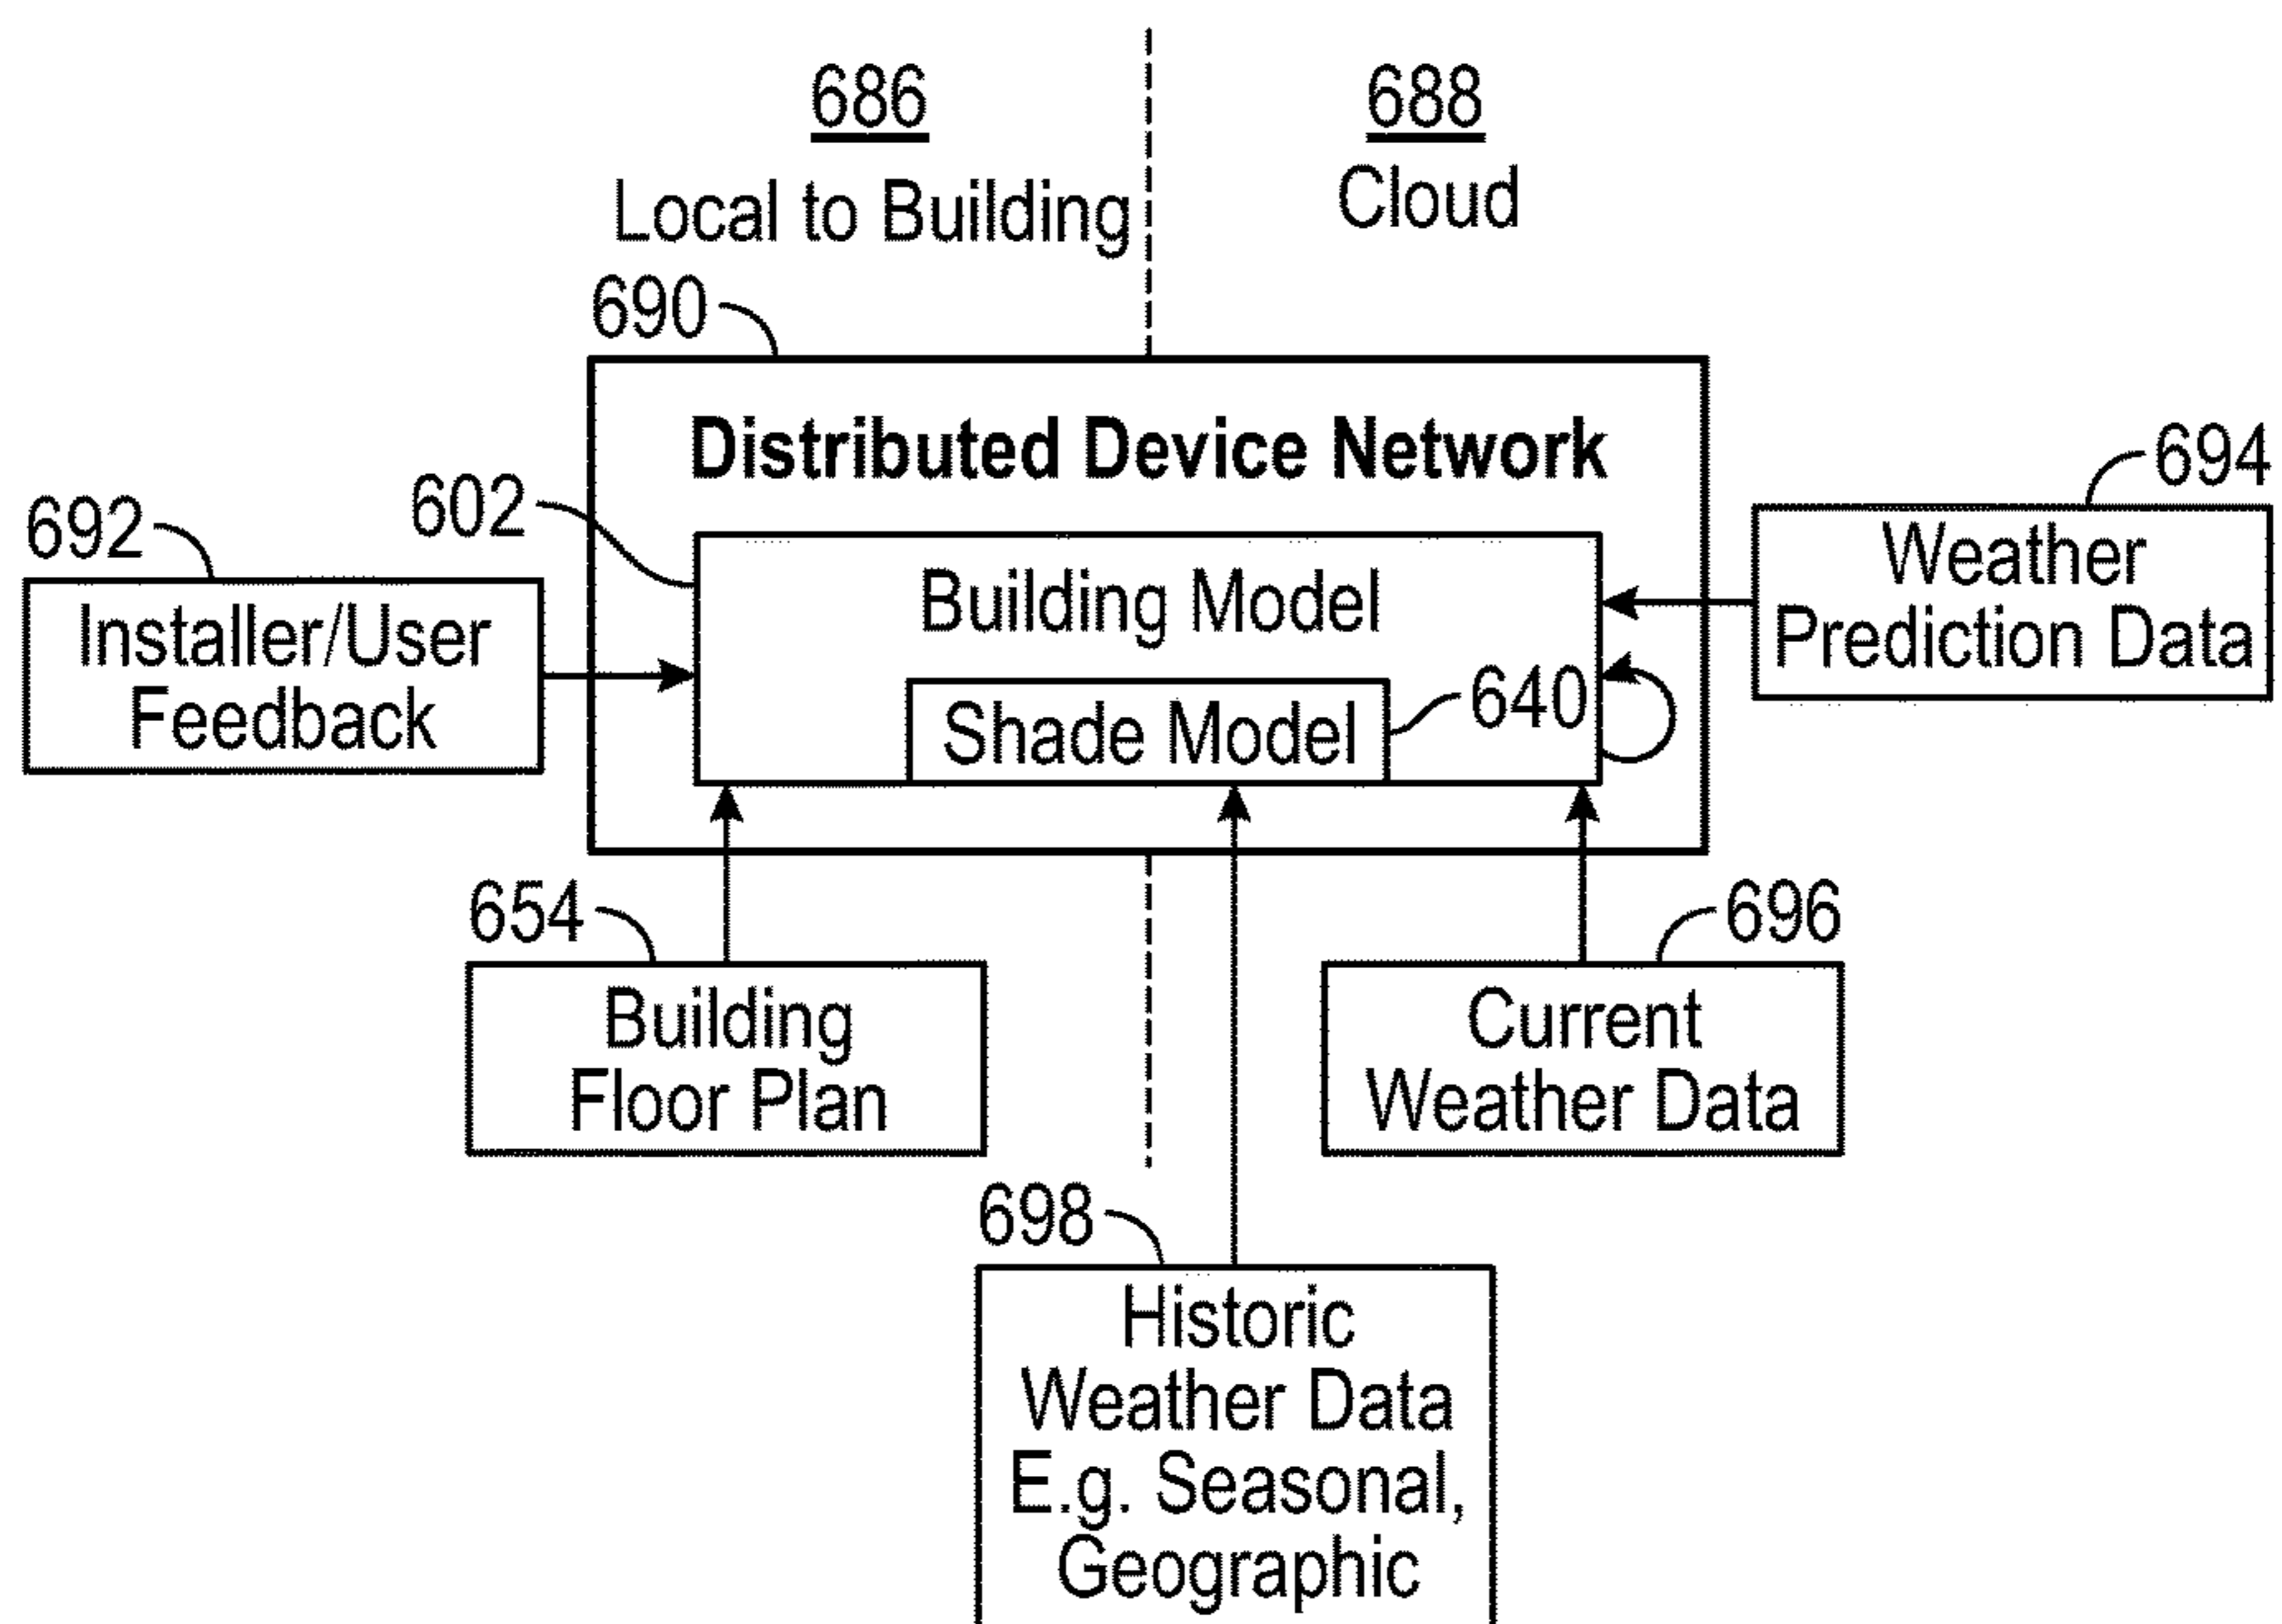 686
Local to Building
688
Cloud
690
Distributed Device Network
602
692
Installer/User
Feedback
Building Model
Shade Model
640
694
Weather
Prediction Data
654
Building
Floor Plan
696
Current
Weather Data
698
Historic
Weather Data
E.g. Seasonal,
Geographic